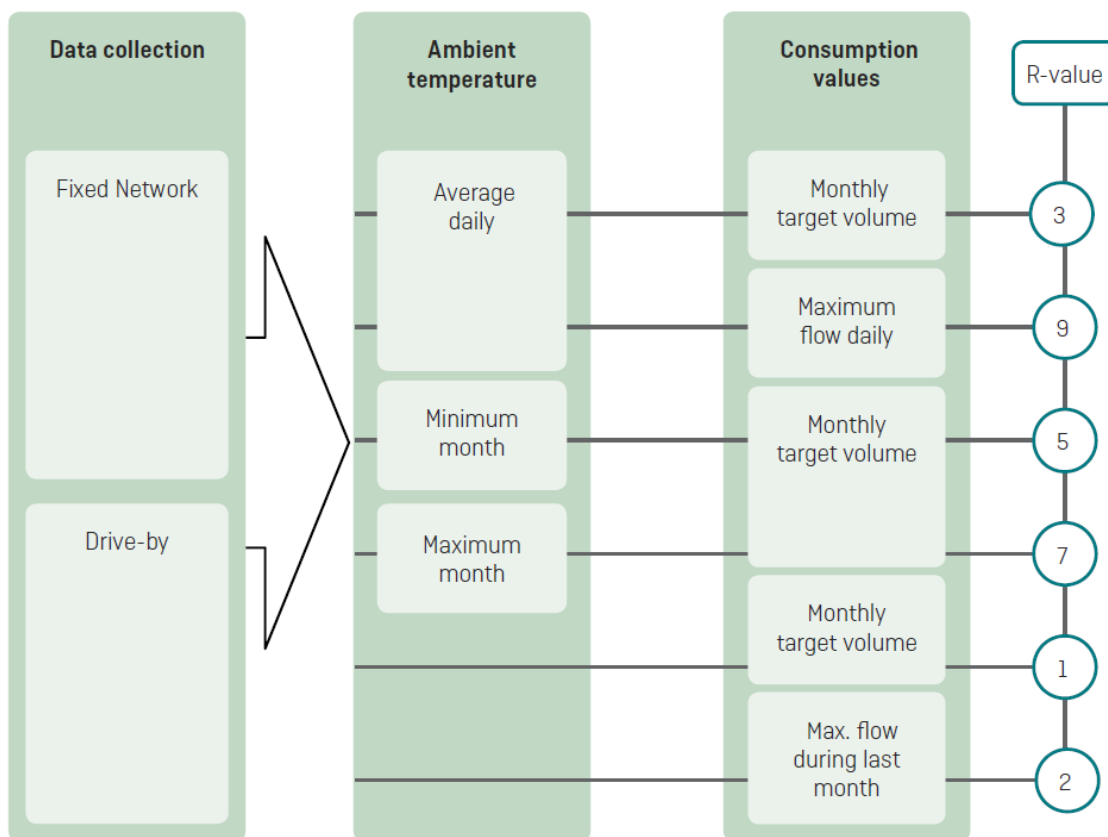 Data collection
Fixed Network
Drive-by
Ambient
temperature
Average
daily
Minimum
month
Maximum
month
Consumption
values
Monthly
target volume
Maximum
flow daily
Monthly
target volume
Monthly
target volume
Max. flow
during last
month
R-value
3
9
5
7
1
2